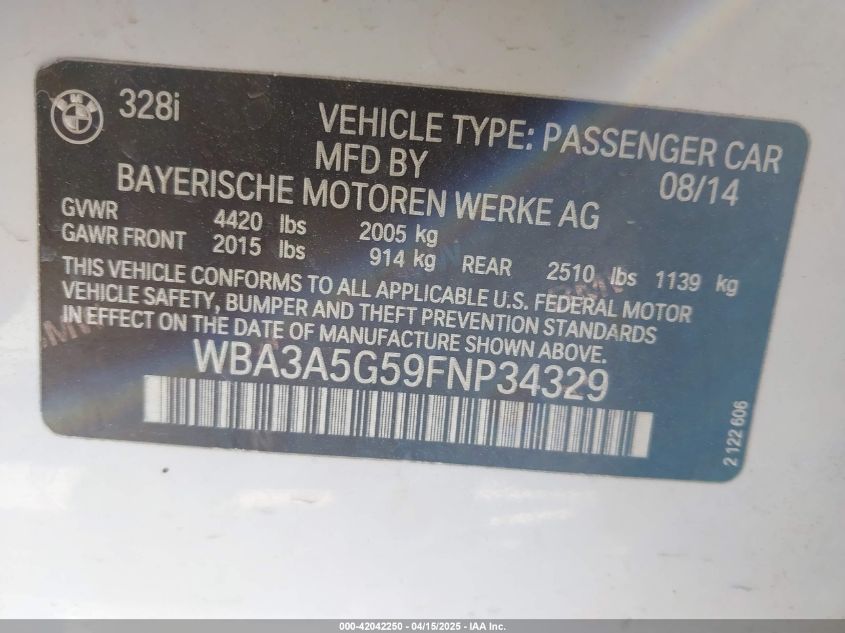 328i
VEHICLE TYPE: PASSENGER CAR
MFD BY 08/14
BAYERISCHE MOTOREN WERKE AG
GVWR 4420 lbs 2005 kg
GAWR FRONT 2015 lbs 914 kg REAR 2510 lbs 1139 kg
THIS VEHICLE CONFORMS TO ALL APPLICABLE U.S. FEDERAL MOTOR
VEHICLE SAFETY, BUMPER AND THEFT PREVENTION STANDARDS
IN EFFECT ON THE DATE OF MANUFACTURE SHOWN ABOVE.
WBA3A5G59FNP34329
2 122 606
000-42042250 - 04/15/2025 - IAA Inc.